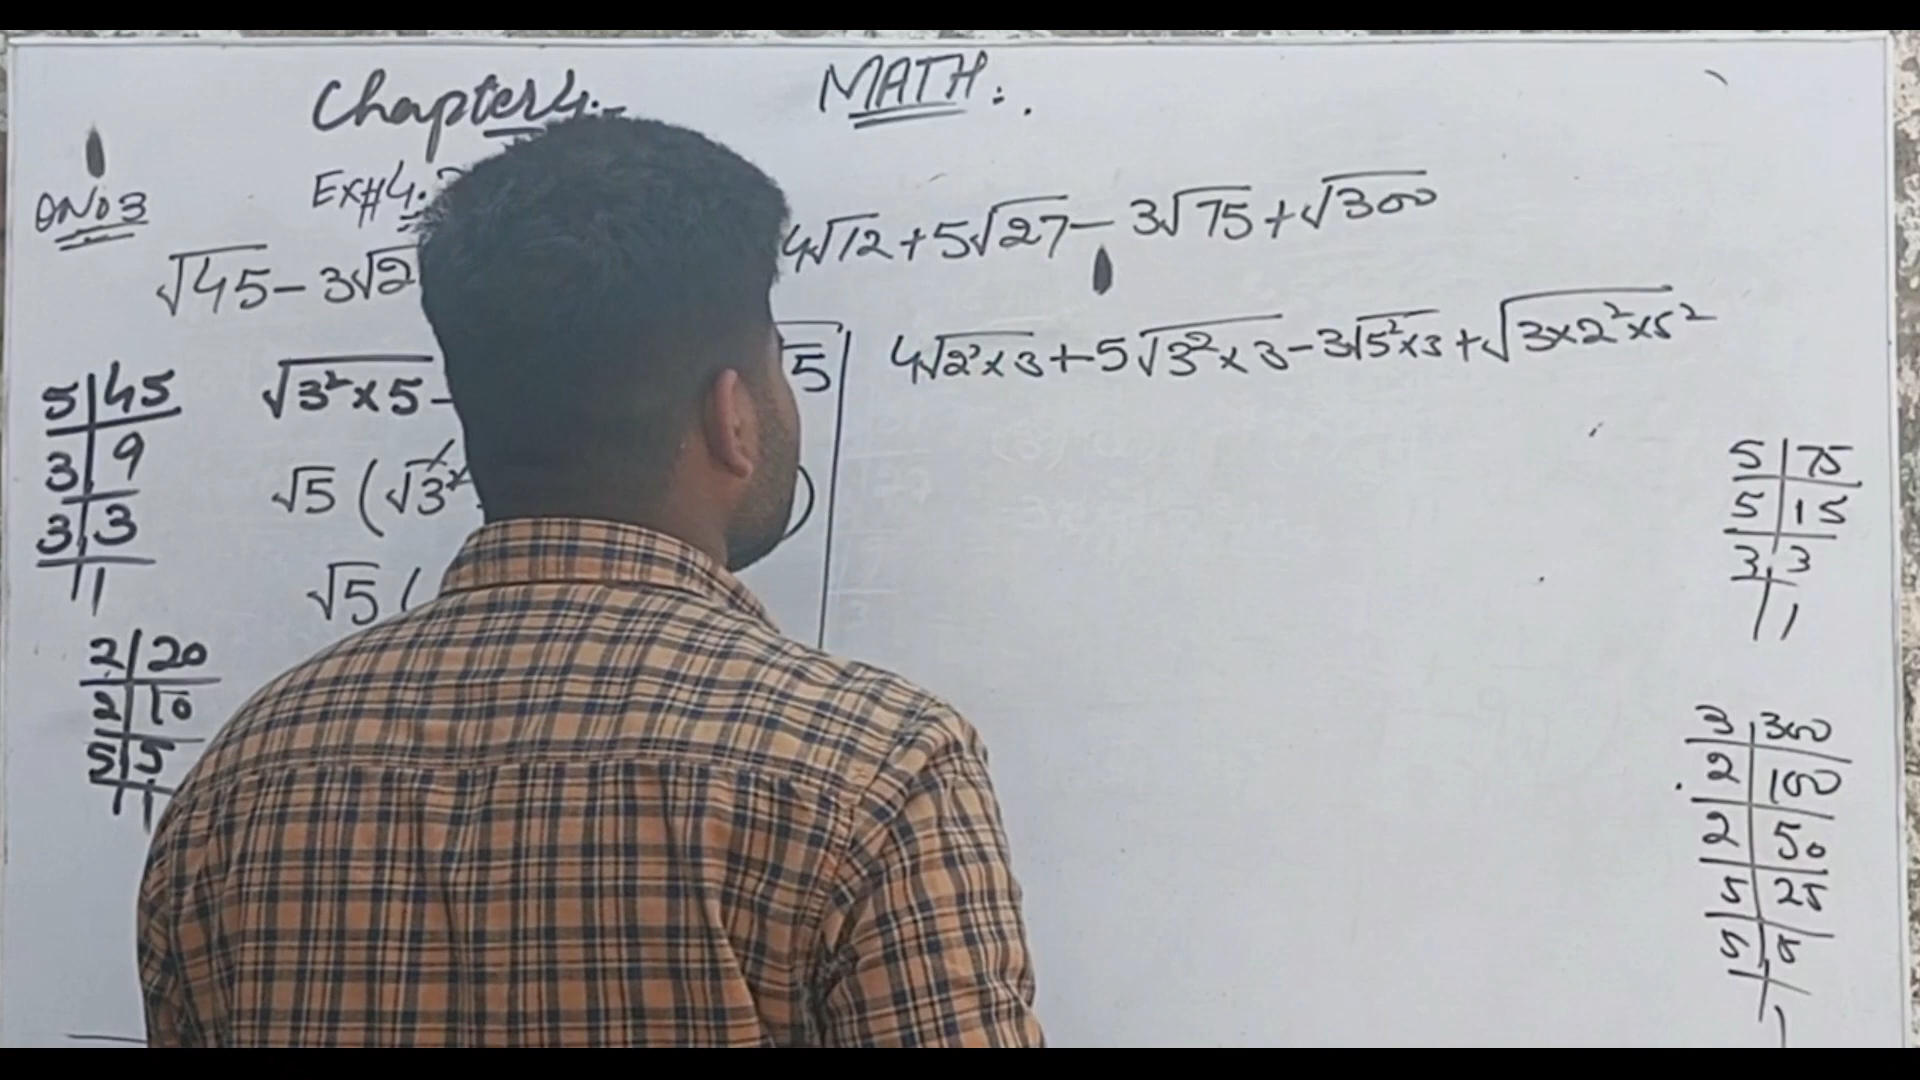 Chapter 4:-
MATH:.
QNo3
Ex#4.
√45 - 3√2
4√12 + 5√27 - 3√75 + √300
√3²×5 -
5
4√2²×3 + 5√3²×3 - 3√5²×3 + √3×2²×5²
5 | 45
3 | 9
3 | 3
1
√5 (√3²
)
√5 (
2 | 20
2 | 10
5 | 5
1
5 | 75
5 | 15
3 | 3
1
3 | 300
2 | 100
2 | 50
5 | 25
5 | 5
1